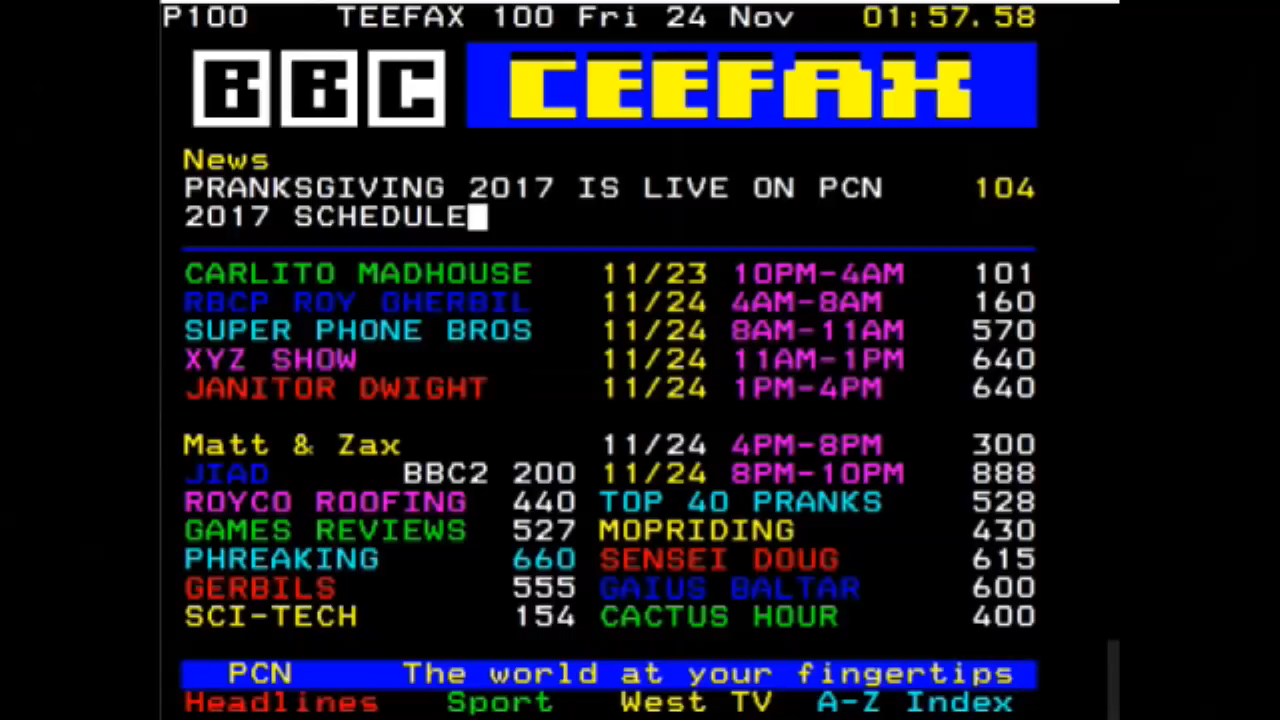 P100 TEEFAX 100 Fri 24 Nov 01:57.58
BBC CEEFAX
News
PRANKSGIVING 2017 IS LIVE ON PCN 104
2017 SCHEDULE
CARLITO MADHOUSE 11/23 10PM-4AM 101
RBCP ROY GHERBIL 11/24 4AM-8AM 160
SUPER PHONE BROS 11/24 8AM-11AM 570
XYZ SHOW 11/24 11AM-1PM 640
JANITOR DWIGHT 11/24 1PM-4PM 640
Matt & Zax 11/24 4PM-8PM 300
JIAD BBC2 200 11/24 8PM-10PM 888
ROYCO ROOFING 440 TOP 40 PRANKS 528
GAMES REVIEWS 527 MOPRIDING 430
PHREAKING 660 SENSEI DOUG 615
GERBILS 555 GAIUS BALTAR 600
SCI-TECH 154 CACTUS HOUR 400
PCN The world at your fingertips
Headlines Sport West TV A-Z Index